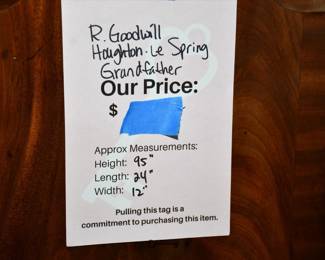 R. Goodwill
Houghton-le Spring
Grandfather
Our Price:
$
Approx Measurements:
Height: 95"
Length: 24"
Width: 12"
Pulling this tag is a
commitment to purchasing this item.